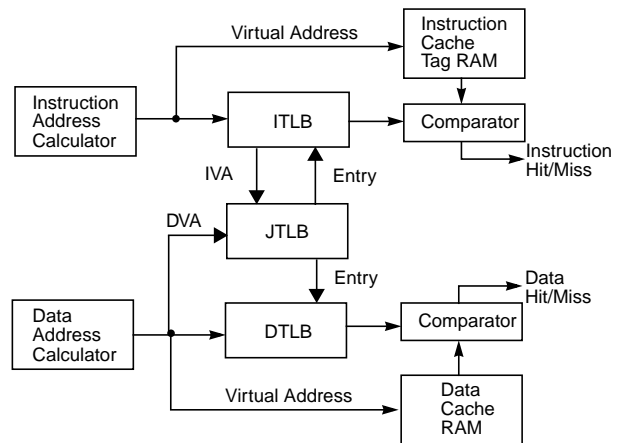 Virtual Address
Instruction
Cache
Tag RAM
Instruction
Address
Calculator
ITLB
Comparator
Instruction
Hit/Miss
IVA
Entry
DVA
JTLB
Entry
Data
Hit/Miss
Data
Address
Calculator
DTLB
Comparator
Virtual Address
Data
Cache
RAM